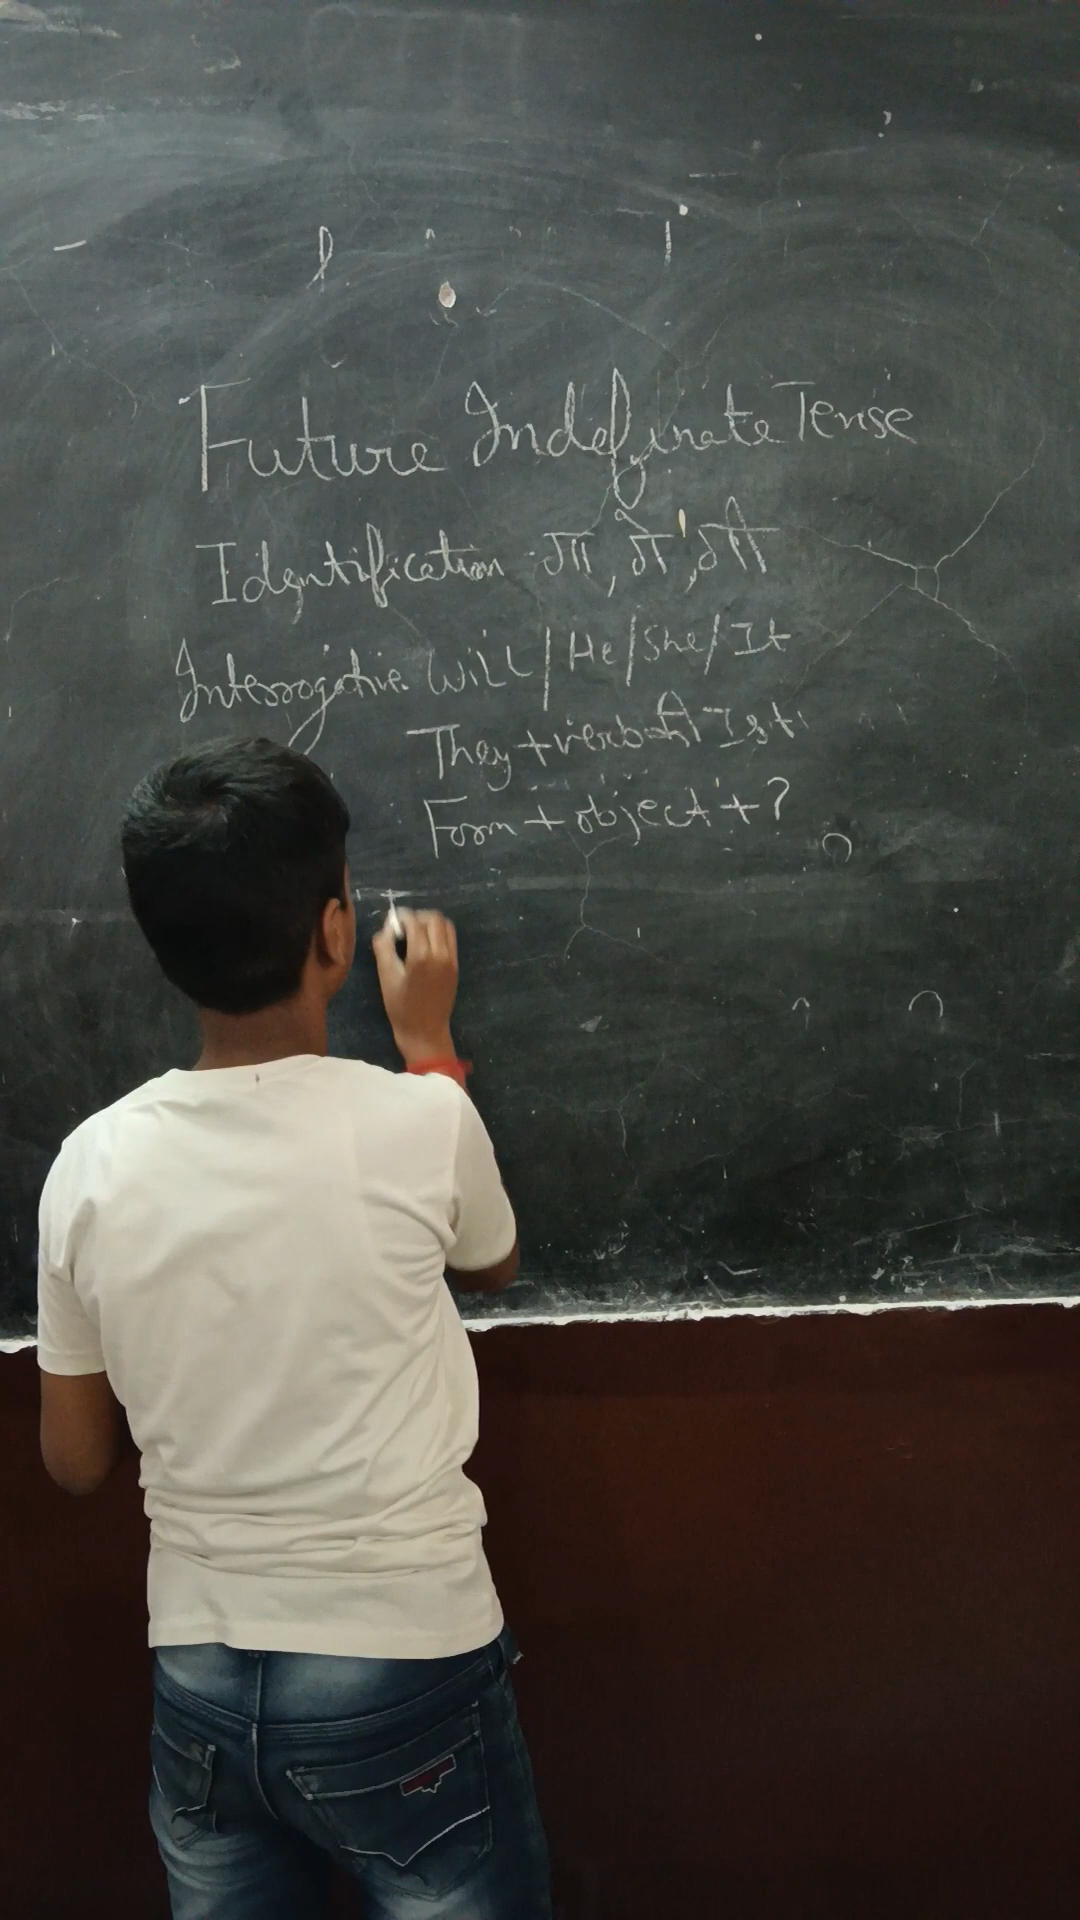 Future Indefinate Tense
Identification गा, गे, गी
Interrogative Will/He/She/It
They + verb Ist
Form + object + ?